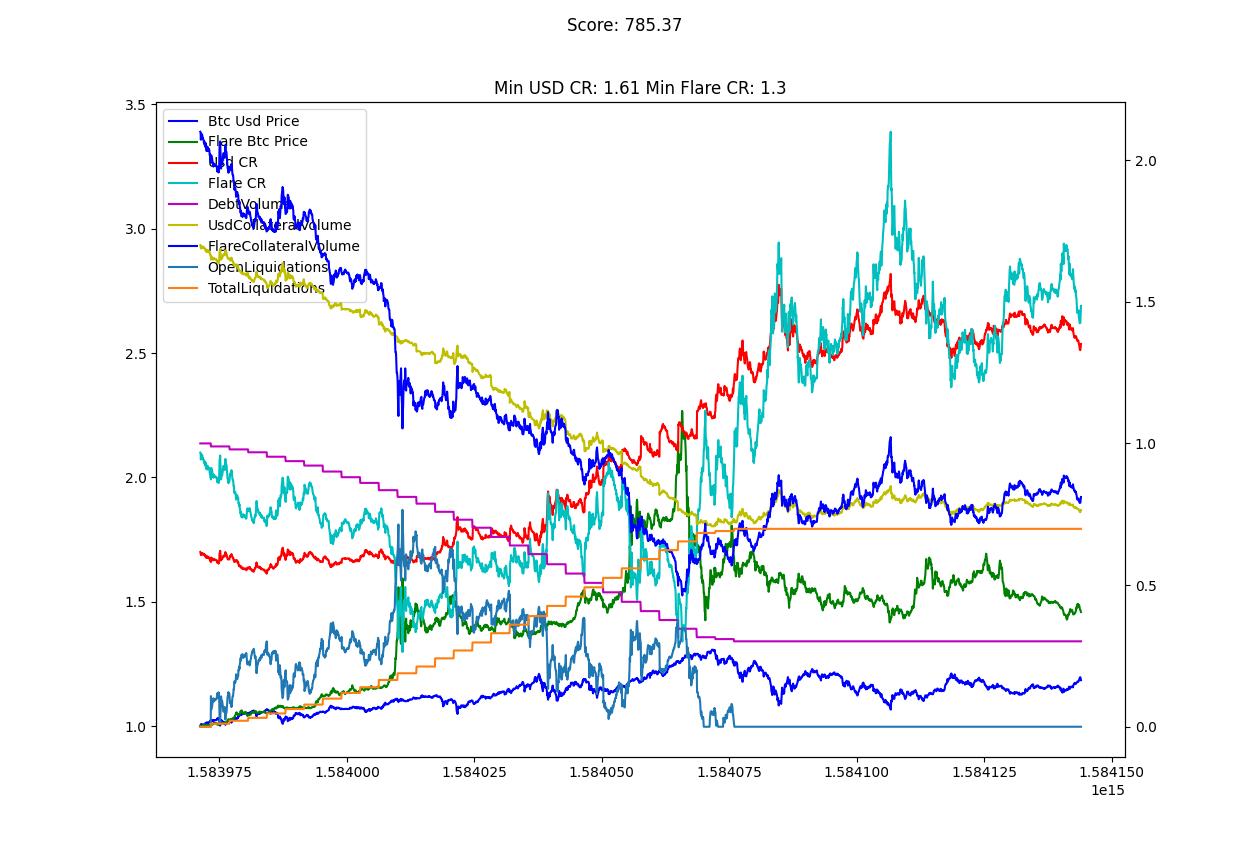 Score: 785.37
Min USD CR: 1.61 Min Flare CR: 1.3
Btc Usd Price
Flare Btc Price
Usd CR
Flare CR
DebtVolume
UsdCollateralVolume
FlareCollateralVolume
OpenLiquidations
TotalLiquidations
3.5
3.0
2.5
2.0
1.5
1.0
2.0
1.5
1.0
0.5
0.0
1.583975 1.584000 1.584025 1.584050 1.584075 1.584100 1.584125 1.584150
1e15